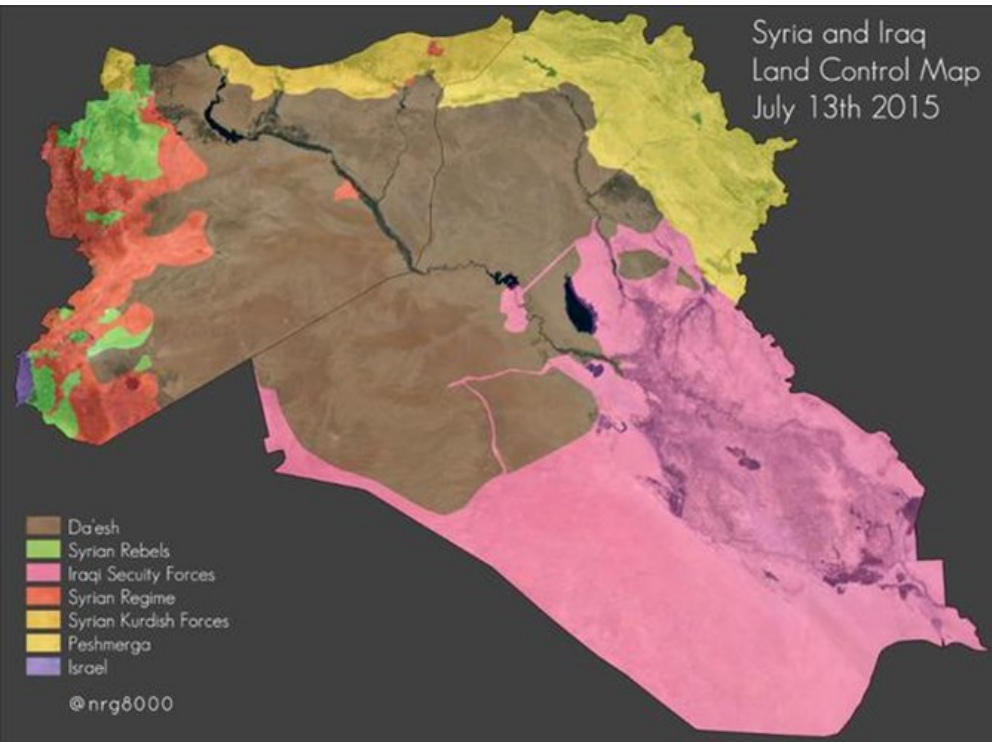 Syria and Iraq
Land Control Map
July 13th 2015
Da'esh
Syrian Rebels
Iraqi Secuity Forces
Syrian Regime
Syrian Kurdish Forces
Peshmerga
Israel
@nrg8000